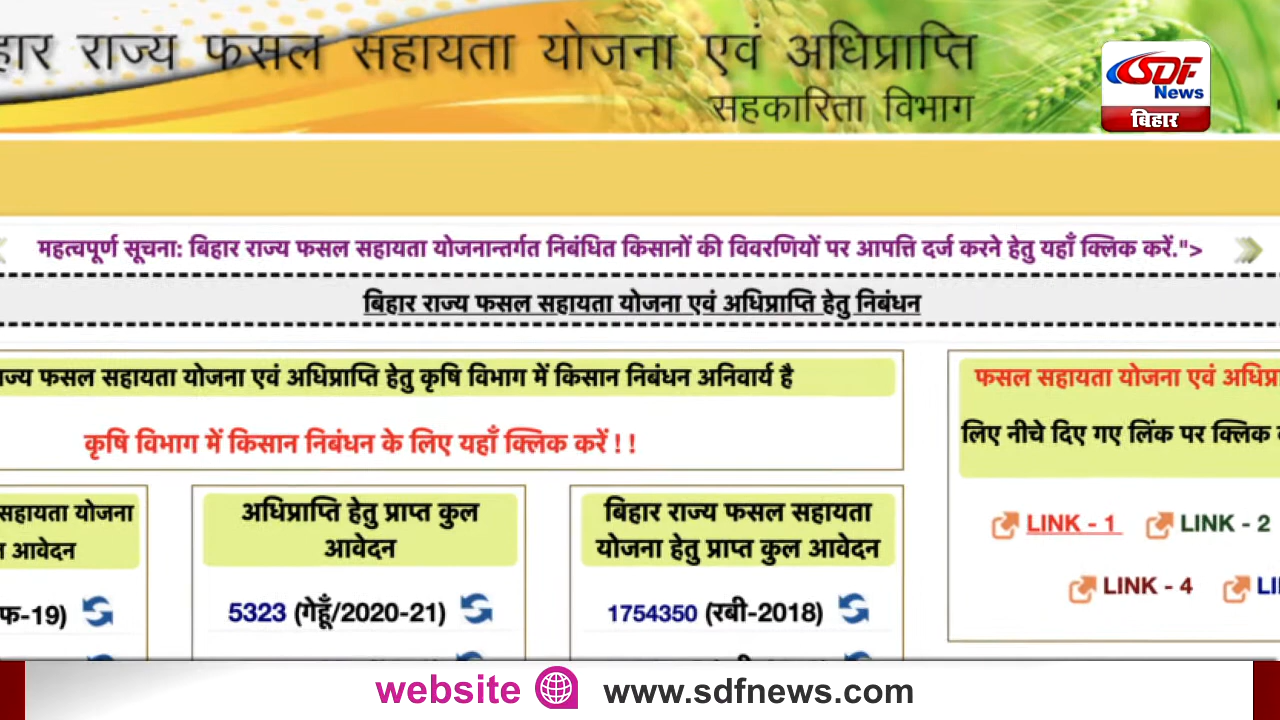 राज्य फसल सहायता योजना एवं अधिप्राप्ति
सहकारिता विभाग
SDF
News
बिहार
महत्वपूर्ण सूचना: बिहार राज्य फसल सहायता योजनान्तर्गत निबंधित किसानों की विवरणियों पर आपत्ति दर्ज करने हेतु यहाँ क्लिक करें.">
बिहार राज्य फसल सहायता योजना एवं अधिप्राप्ति हेतु निबंधन
फसल सहायता योजना एवं अधिप्राप्ति हेतु कृषि विभाग में किसान निबंधन अनिवार्य है
कृषि विभाग में किसान निबंधन के लिए यहाँ क्लिक करें ! !
फसल सहायता योजना एवं
लिए नीचे दिए गए लिंक पर क्लिक
LINK - 1 LINK - 2
LINK - 4
सहायता योजना
आवेदन
-19)
अधिप्राप्ति हेतु प्राप्त कुल
आवेदन
5323 (गेहूँ/2020-21)
बिहार राज्य फसल सहायता
योजना हेतु प्राप्त कुल आवेदन
1754350 (रबी-2018)
website www.sdfnews.com